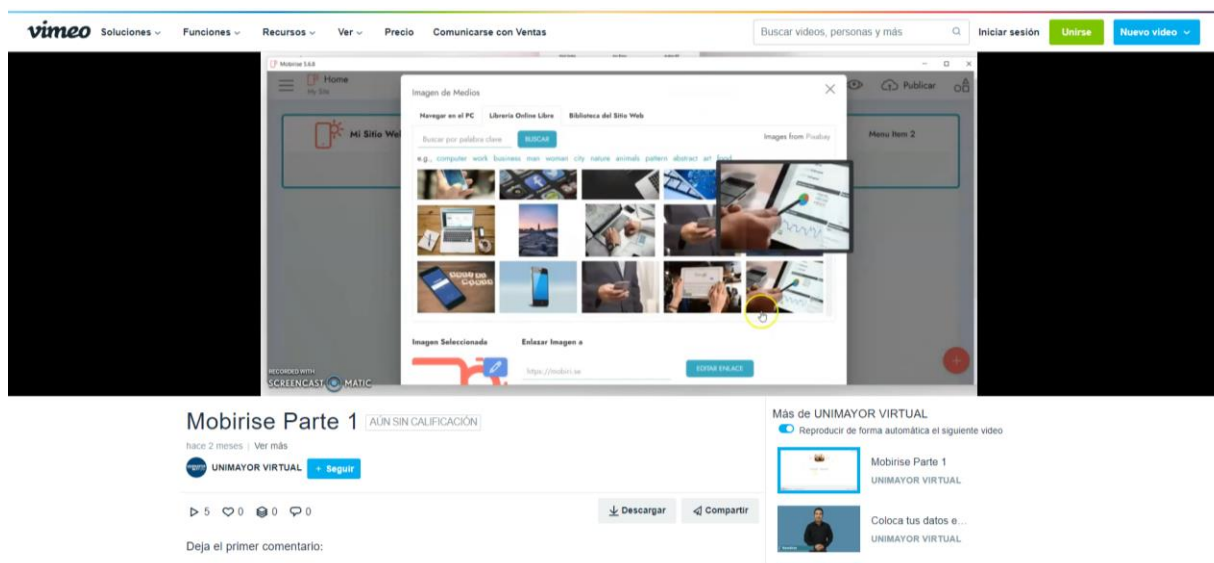 vimeo Soluciones Funciones Recursos Ver Precio Comunicarse con Ventas Buscar videos, personas y más Iniciar sesión Unirse Nuevo video
Mobirise 5.6.8
Home
My Site
Publicar
Imagen de Medios
Navegar en el PC Librería Online Libre Biblioteca del Sitio Web
Mi Sitio Wel
Menu Item 2
Buscar por palabra clave BUSCAR Images from Pixabay
e.g., computer work business man woman city nature animals pattern abstract art food
Imagen Seleccionada Enlazar Imagen a
https://mobiri.se EDITAR ENLACE
RECORDED WITH
SCREENCAST MATIC
Mobirise Parte 1 AÚN SIN CALIFICACIÓN
hace 2 meses | Ver más
UNIMAYOR VIRTUAL + Seguir
5 0 0 0
Descargar Compartir
Deja el primer comentario:
Más de UNIMAYOR VIRTUAL
Reproducir de forma automática el siguiente video
Mobirise Parte 1
UNIMAYOR VIRTUAL
Coloca tus datos e...
UNIMAYOR VIRTUAL